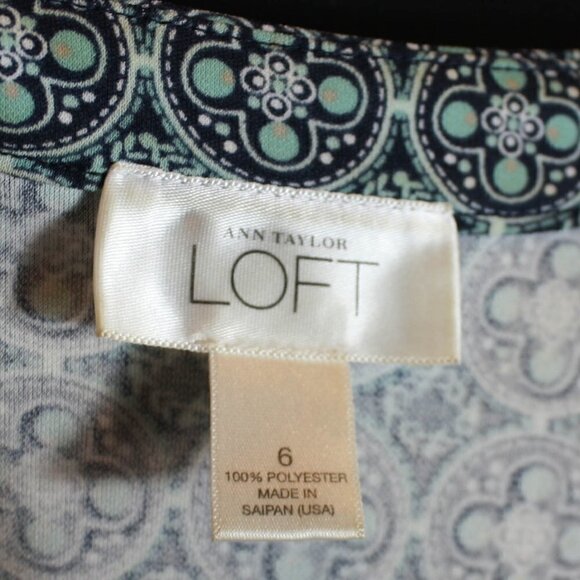 ANN TAYLOR
LOFT
6
100% POLYESTER
MADE IN
SAIPAN (USA)